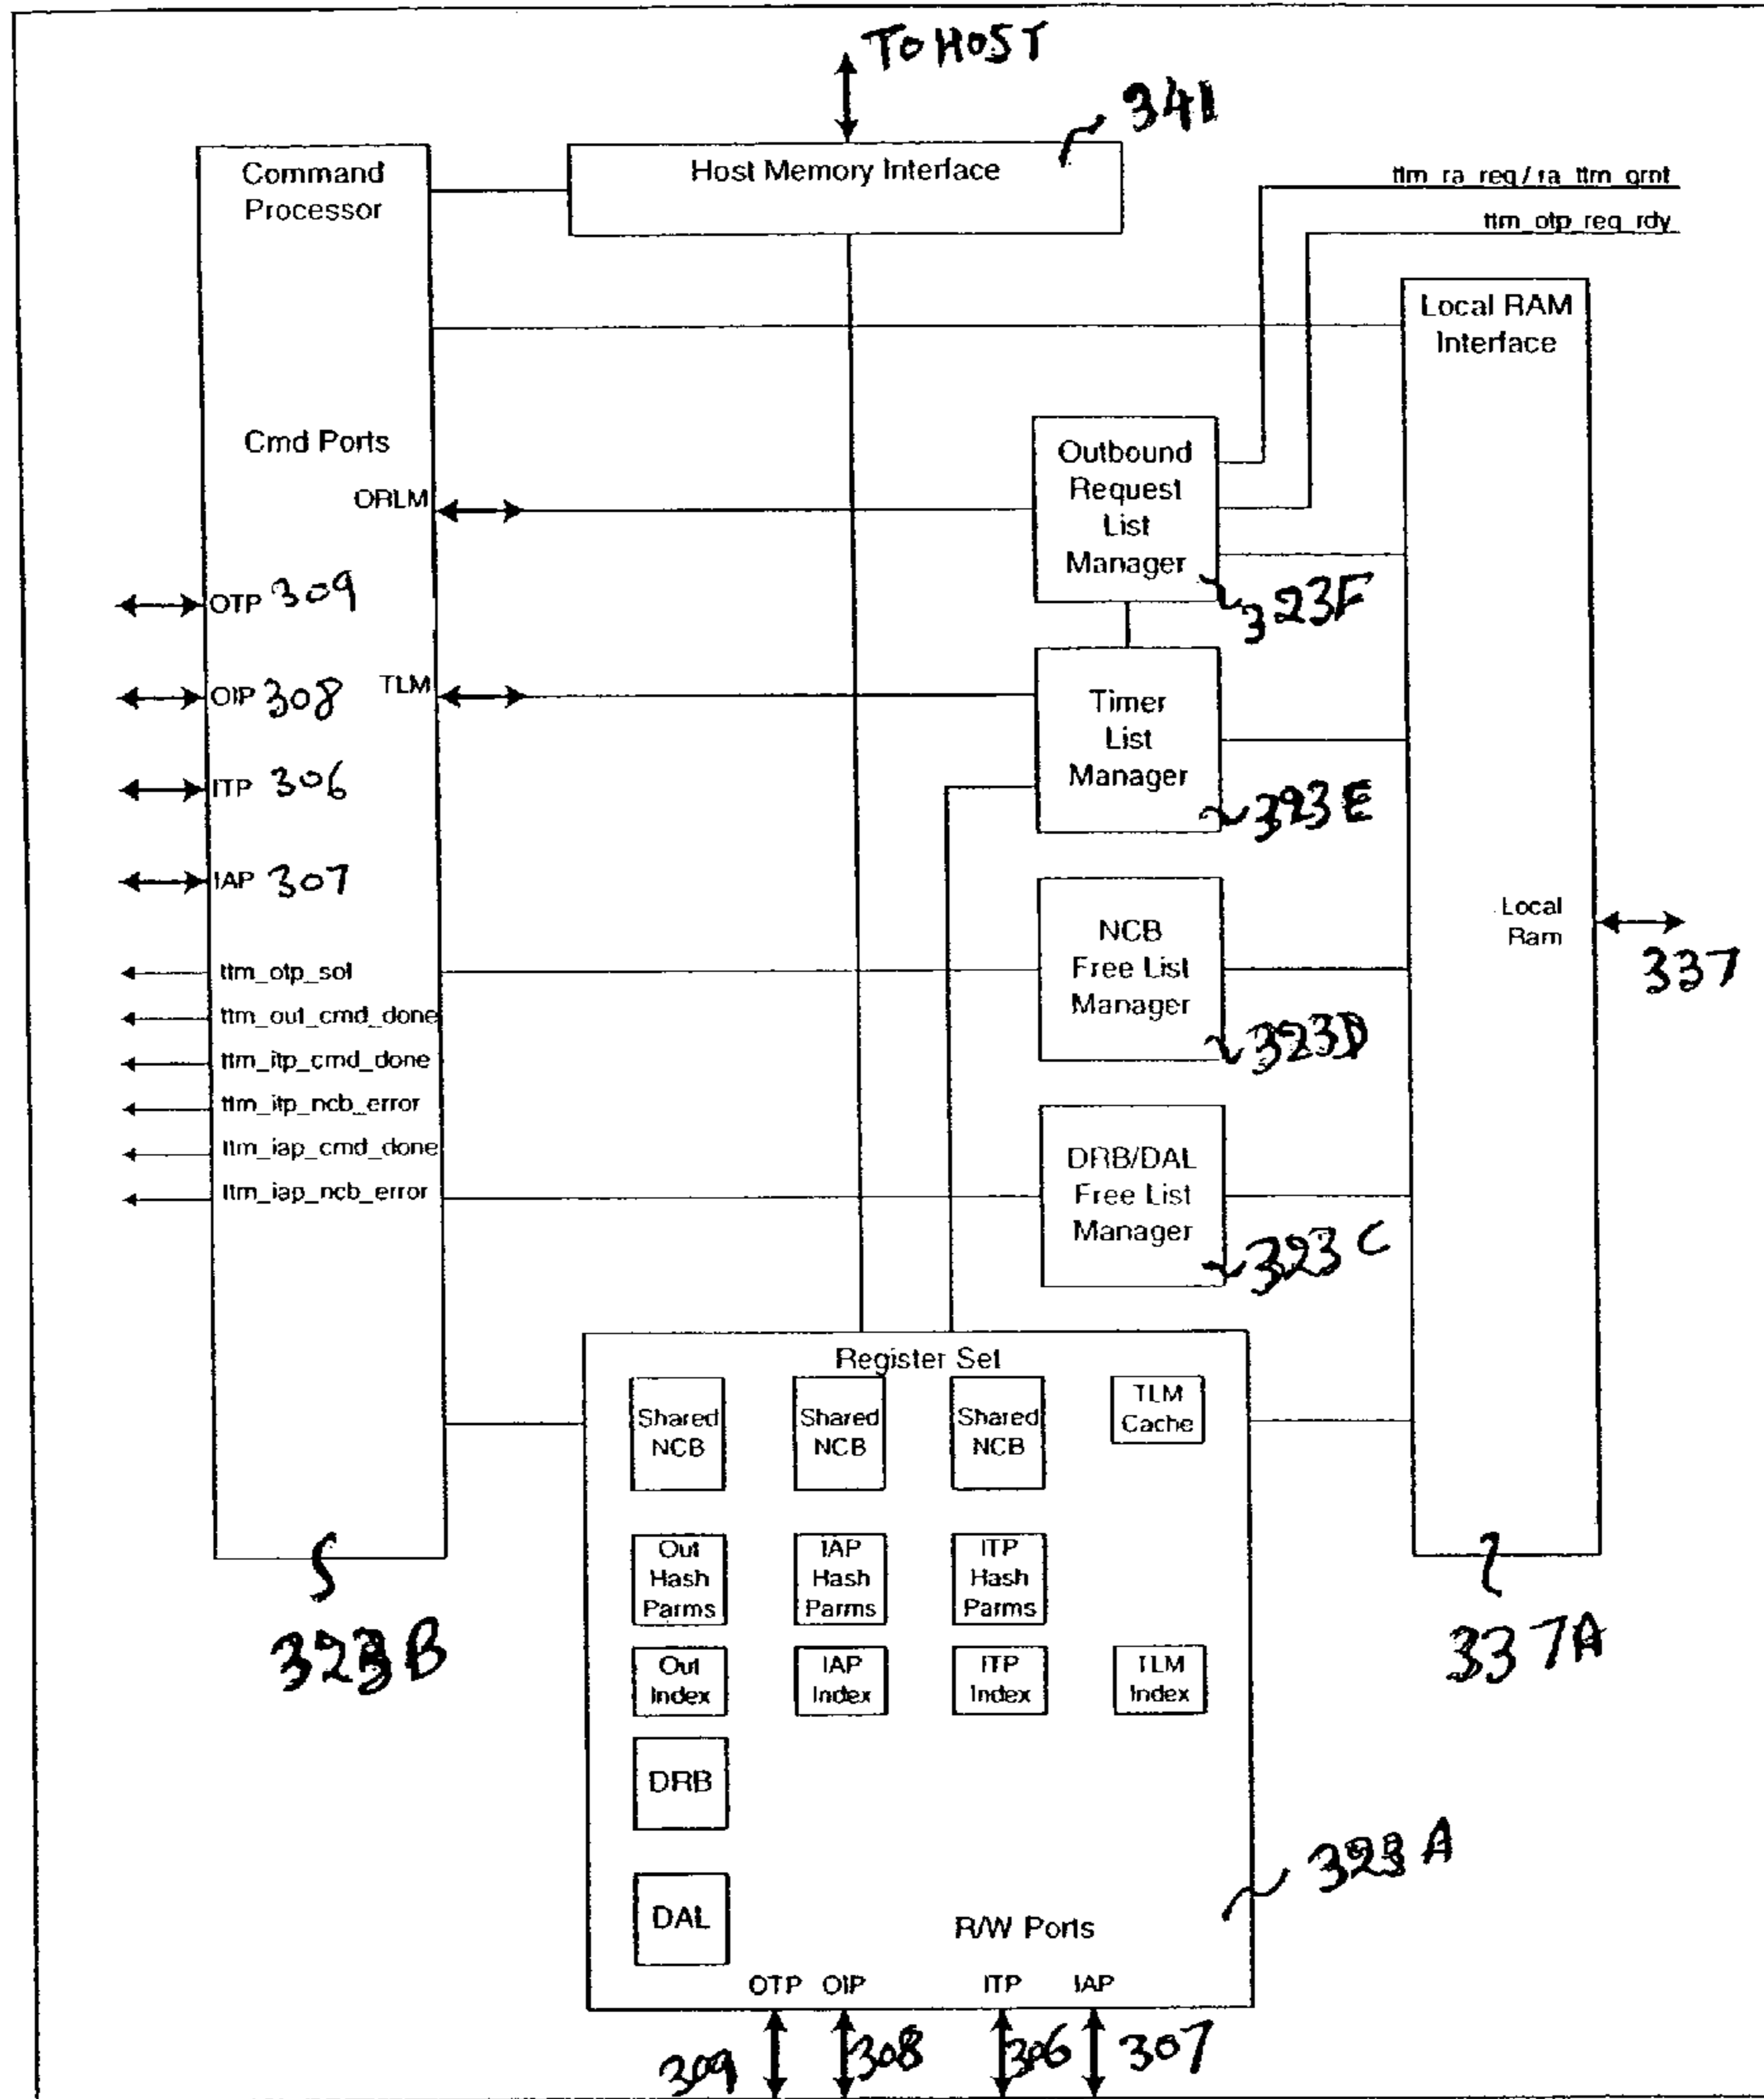 TO HOST
341
Command
Processor
Host Memory Interface
ttm_ra_req / ra_ttm_grnt
ttm_otp_req_rdy
Local RAM
Interface
Cmd Ports
ORLM
Outbound
Request
List
Manager
323F
OTP 309
OIP 308
TLM
Timer
List
Manager
323E
ITP 306
IAP 307
NCB
Free List
Manager
323D
Local
Ram
337
ttm_otp_sol
ttm_out_cmd_done
ttm_itp_cmd_done
ttm_itp_ncb_error
ttm_iap_cmd_done
ttm_iap_ncb_error
DRB/DAL
Free List
Manager
323C
Register Set
Shared
NCB
Shared
NCB
Shared
NCB
TLM
Cache
Out
Hash
Parms
IAP
Hash
Parms
ITP
Hash
Parms
323B
337A
Out
Index
IAP
Index
ITP
Index
TLM
Index
DRB
323A
DAL
R/W Ports
OTP OIP ITP IAP
309 308 306 307